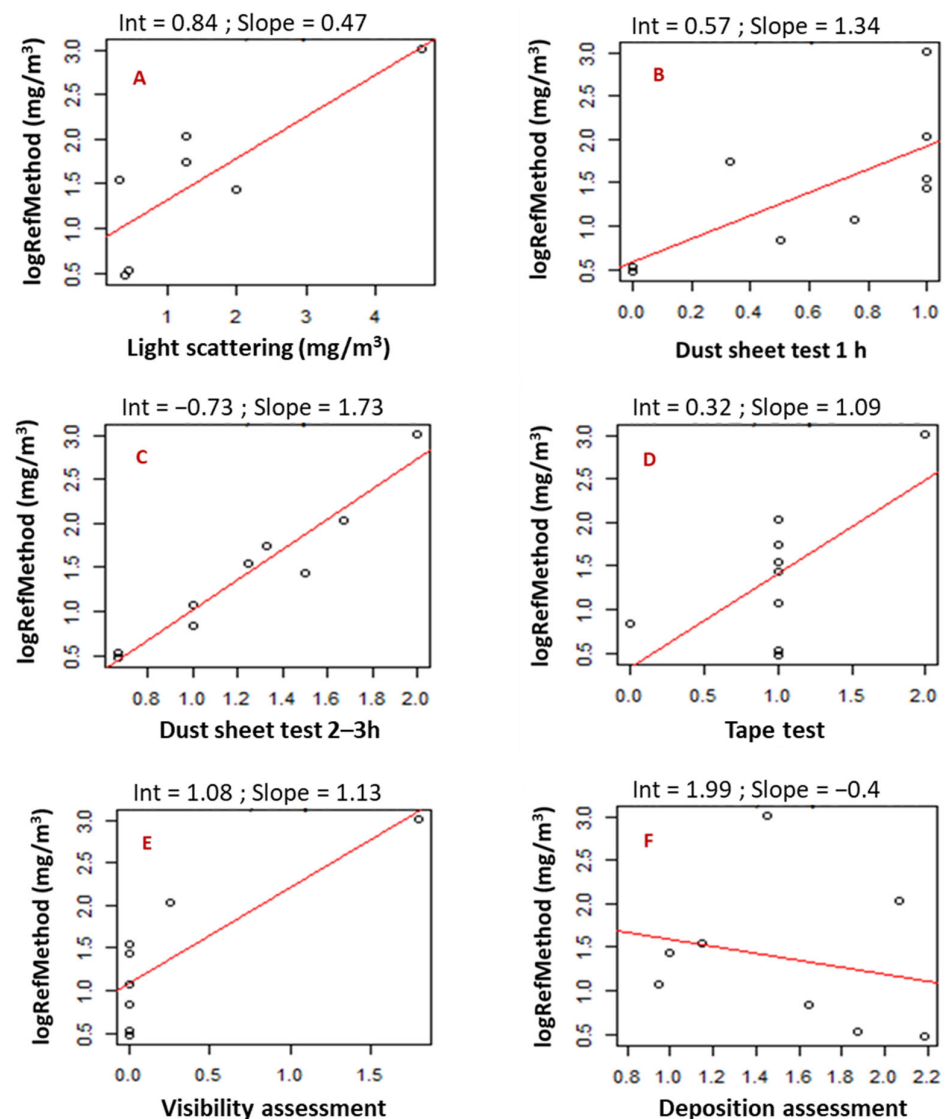 Int = 0.84 ; Slope = 0.47
A
logRefMethod (mg/m³)
3.0
2.5
2.0
1.5
1.0
0.5
1 2 3 4
Light scattering (mg/m³)
Int = 0.57 ; Slope = 1.34
B
logRefMethod (mg/m³)
3.0
2.5
2.0
1.5
1.0
0.5
0.0 0.2 0.4 0.6 0.8 1.0
Dust sheet test 1 h
Int = −0.73 ; Slope = 1.73
C
logRefMethod (mg/m³)
3.0
2.5
2.0
1.5
1.0
0.5
0.8 1.0 1.2 1.4 1.6 1.8 2.0
Dust sheet test 2–3h
Int = 0.32 ; Slope = 1.09
D
logRefMethod (mg/m³)
3.0
2.5
2.0
1.5
1.0
0.5
0.0 0.5 1.0 1.5 2.0
Tape test
Int = 1.08 ; Slope = 1.13
E
logRefMethod (mg/m³)
3.0
2.5
2.0
1.5
1.0
0.5
0.0 0.5 1.0 1.5
Visibility assessment
Int = 1.99 ; Slope = −0.4
F
logRefMethod (mg/m³)
3.0
2.5
2.0
1.5
1.0
0.5
0.8 1.0 1.2 1.4 1.6 1.8 2.0 2.2
Deposition assessment